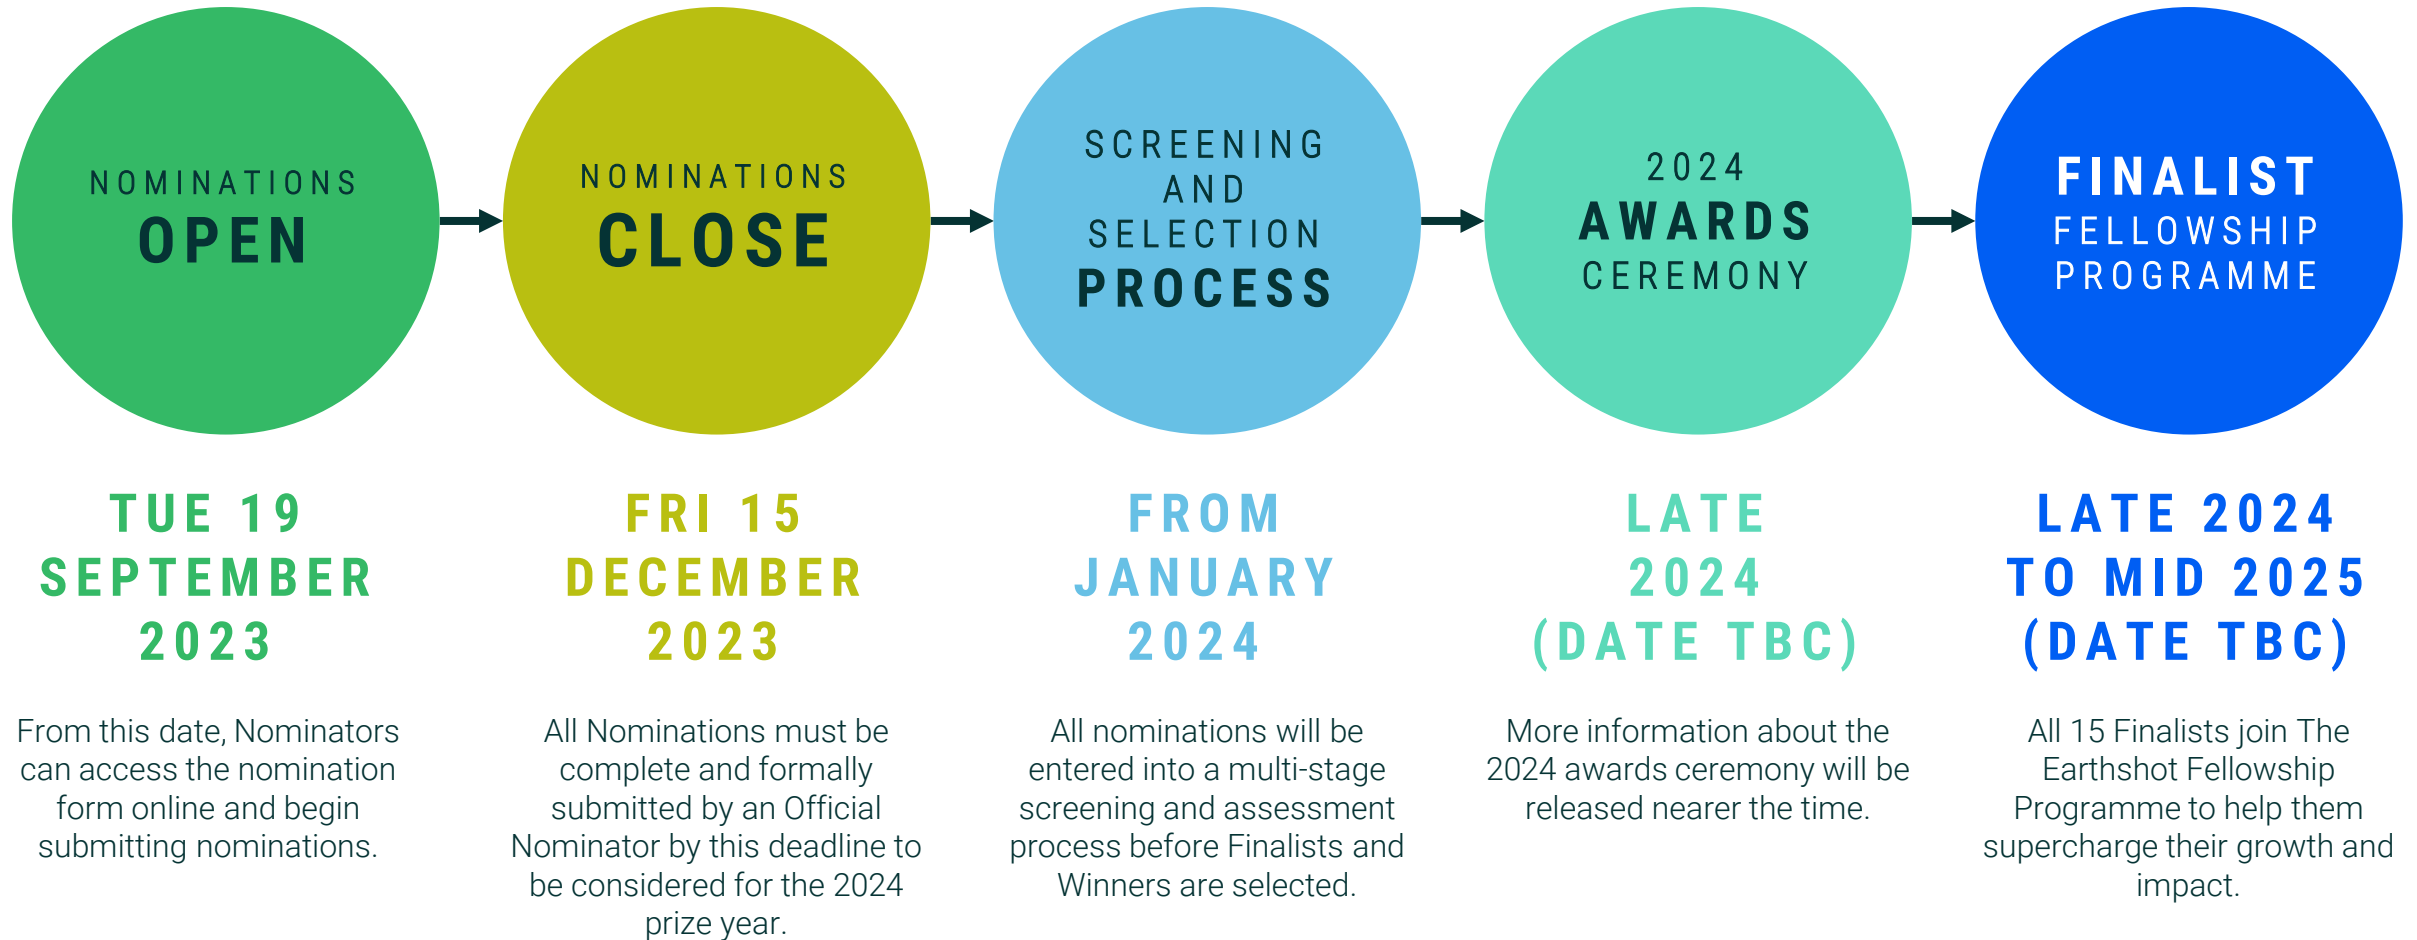 NOMINATIONS
OPEN
TUE 19
SEPTEMBER
2023
From this date, Nominators
can access the nomination
form online and begin
submitting nominations.
NOMINATIONS
CLOSE
FRI 15
DECEMBER
2023
All Nominations must be
complete and formally
submitted by an Official
Nominator by this deadline to
be considered for the 2024
prize year.
SCREENING
AND
SELECTION
PROCESS
FROM
JANUARY
2024
All nominations will be
entered into a multi-stage
screening and assessment
process before Finalists and
Winners are selected.
2024
AWARDS
CEREMONY
LATE
2024
(DATE TBC)
More information about the
2024 awards ceremony will be
released nearer the time.
FINALIST
FELLOWSHIP
PROGRAMME
LATE 2024
TO MID 2025
(DATE TBC)
All 15 Finalists join The
Earthshot Fellowship
Programme to help them
supercharge their growth and
impact.